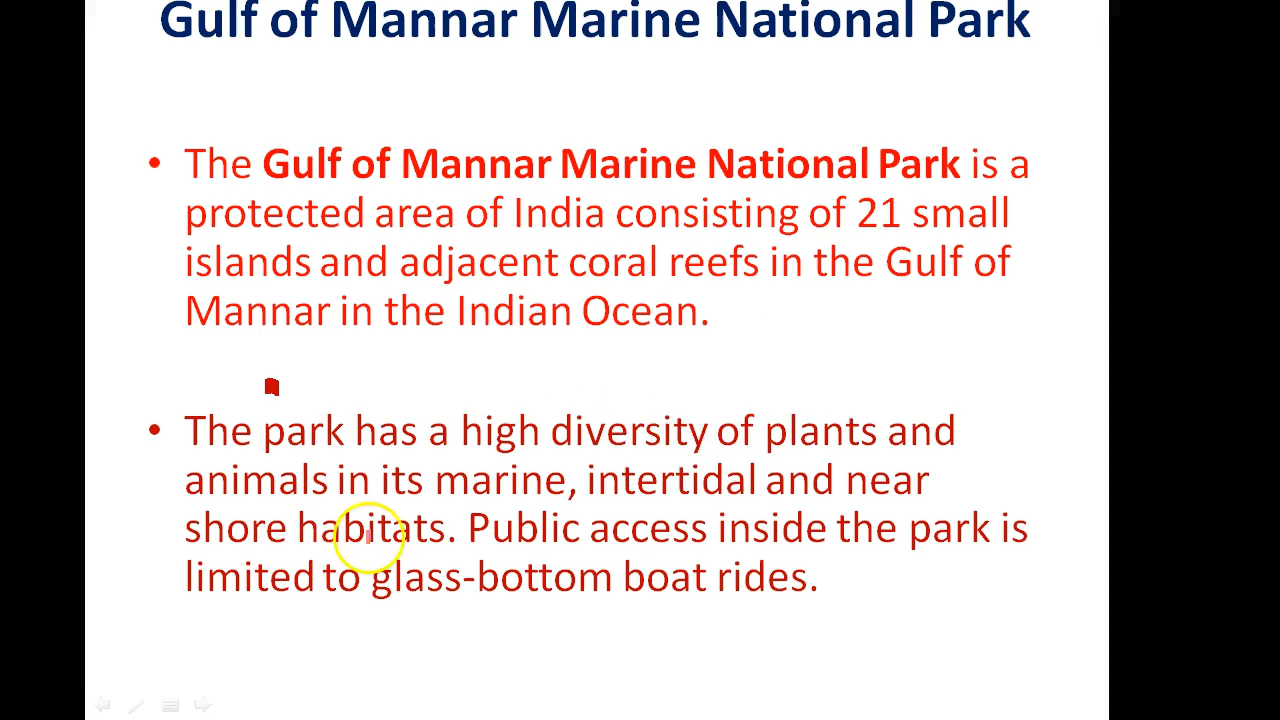 Gulf of Mannar Marine National Park
• The Gulf of Mannar Marine National Park is a
protected area of India consisting of 21 small
islands and adjacent coral reefs in the Gulf of
Mannar in the Indian Ocean.
• The park has a high diversity of plants and
animals in its marine, intertidal and near
shore habitats. Public access inside the park is
limited to glass-bottom boat rides.